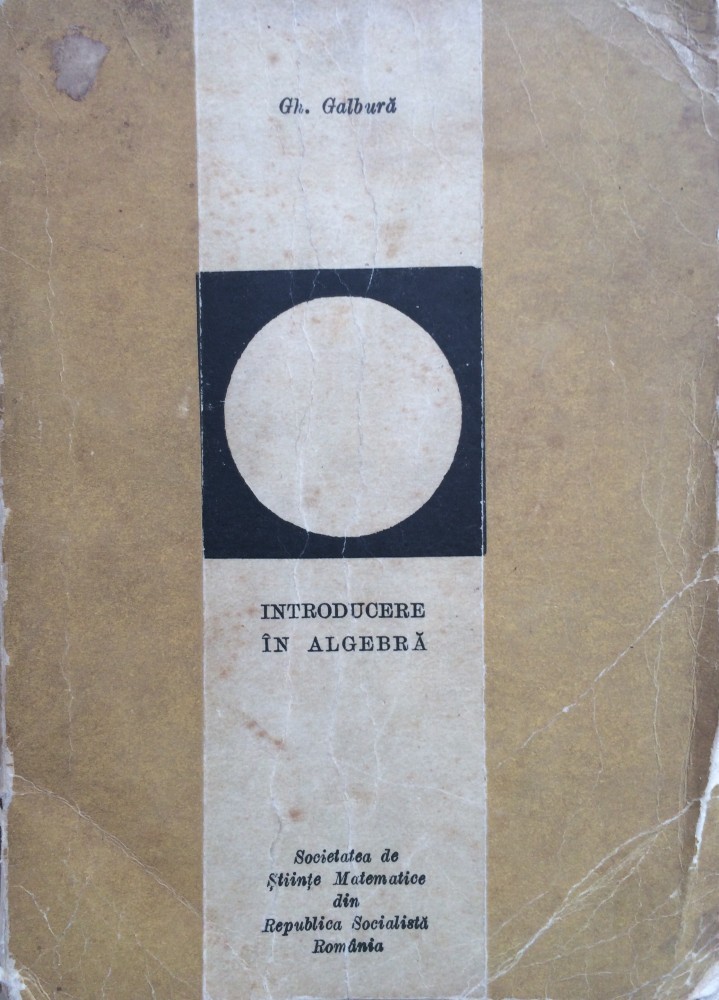 Gh. Galbură
INTRODUCERE
ÎN ALGEBRĂ
Societatea de
Științe Matematice
din
Republica Socialistă
România